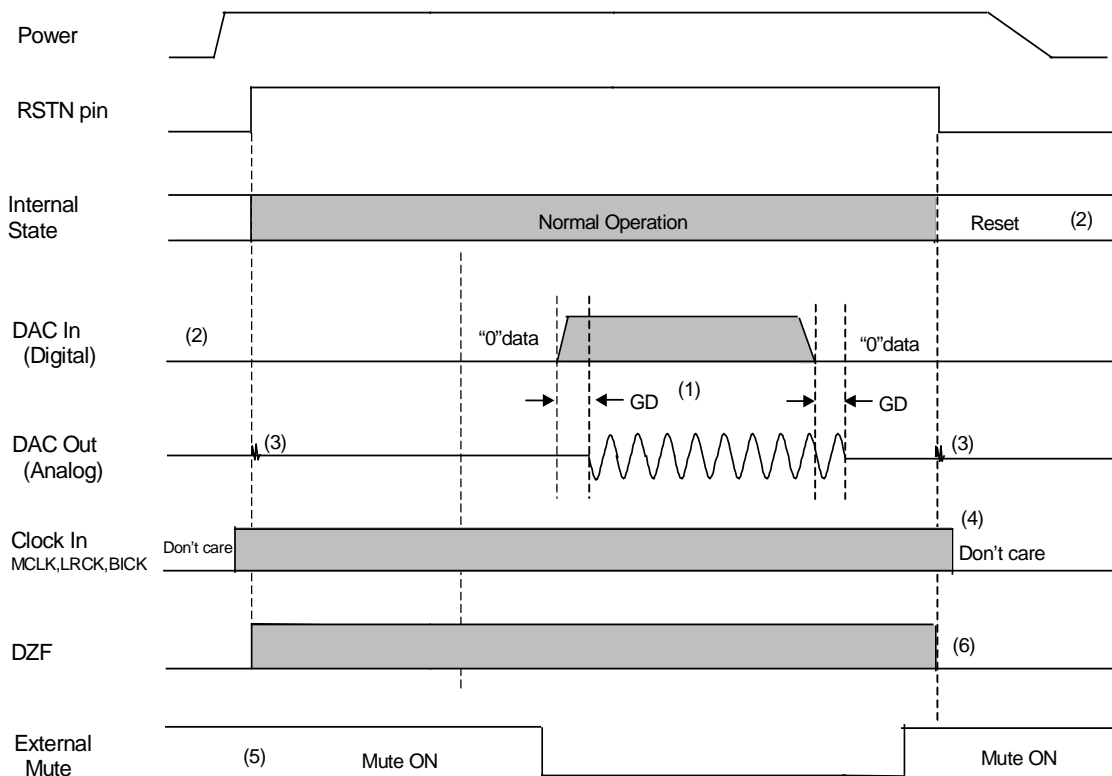 Power
RSTN pin
Internal
State
Normal Operation
Reset
(2)
DAC In
(Digital)
(2)
“0”data
“0”data
(1)
GD
GD
DAC Out
(Analog)
(3)
(3)
Clock In
MCLK,LRCK,BICK
Don’t care
(4)
Don’t care
DZF
(6)
External
Mute
(5)
Mute ON
Mute ON